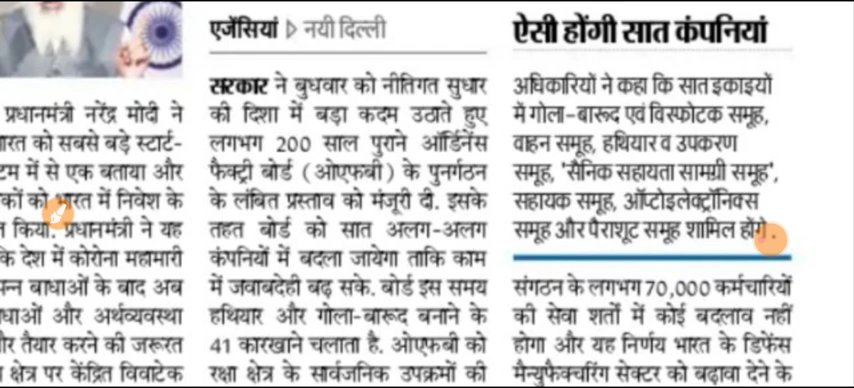 प्रधानमंत्री नरेंद्र मोदी ने
ारत को सबसे बड़े स्टार्ट-
टम में से एक बताया और
कों को भारत में निवेश के
किया. प्रधानमंत्री ने यह
के देश में कोरोना महामारी
पन्न बाधाओं के बाद अब
धाओं और अर्थव्यवस्था
ौर तैयार करने की जरूरत
क्षेत्र पर केंद्रित विवाटेक
एजेंसियां ▷ नयी दिल्ली
सरकार ने बुधवार को नीतिगत सुधार
की दिशा में बड़ा कदम उठाते हुए
लगभग 200 साल पुराने ऑर्डिनेंस
फैक्ट्री बोर्ड (ओएफबी) के पुनर्गठन
के लंबित प्रस्ताव को मंजूरी दी. इसके
तहत बोर्ड को सात अलग-अलग
कंपनियों में बदला जायेगा ताकि काम
में जवाबदेही बढ़ सके. बोर्ड इस समय
हथियार और गोला-बारूद बनाने के
41 कारखाने चलाता है. ओएफबी को
रक्षा क्षेत्र के सार्वजनिक उपक्रमों की
ऐसी होंगी सात कंपनियां
अधिकारियों ने कहा कि सात इकाइयों
में गोला-बारूद एवं विस्फोटक समूह,
वाहन समूह, हथियार व उपकरण
समूह, 'सैनिक सहायता सामग्री समूह',
सहायक समूह, ऑप्टोइलेक्ट्रॉनिक्स
समूह और पैराशूट समूह शामिल होंगे .
संगठन के लगभग 70,000 कर्मचारियों
की सेवा शर्तों में कोई बदलाव नहीं
होगा और यह निर्णय भारत के डिफेंस
मैन्युफैक्चरिंग सेक्टर को बढ़ावा देने के